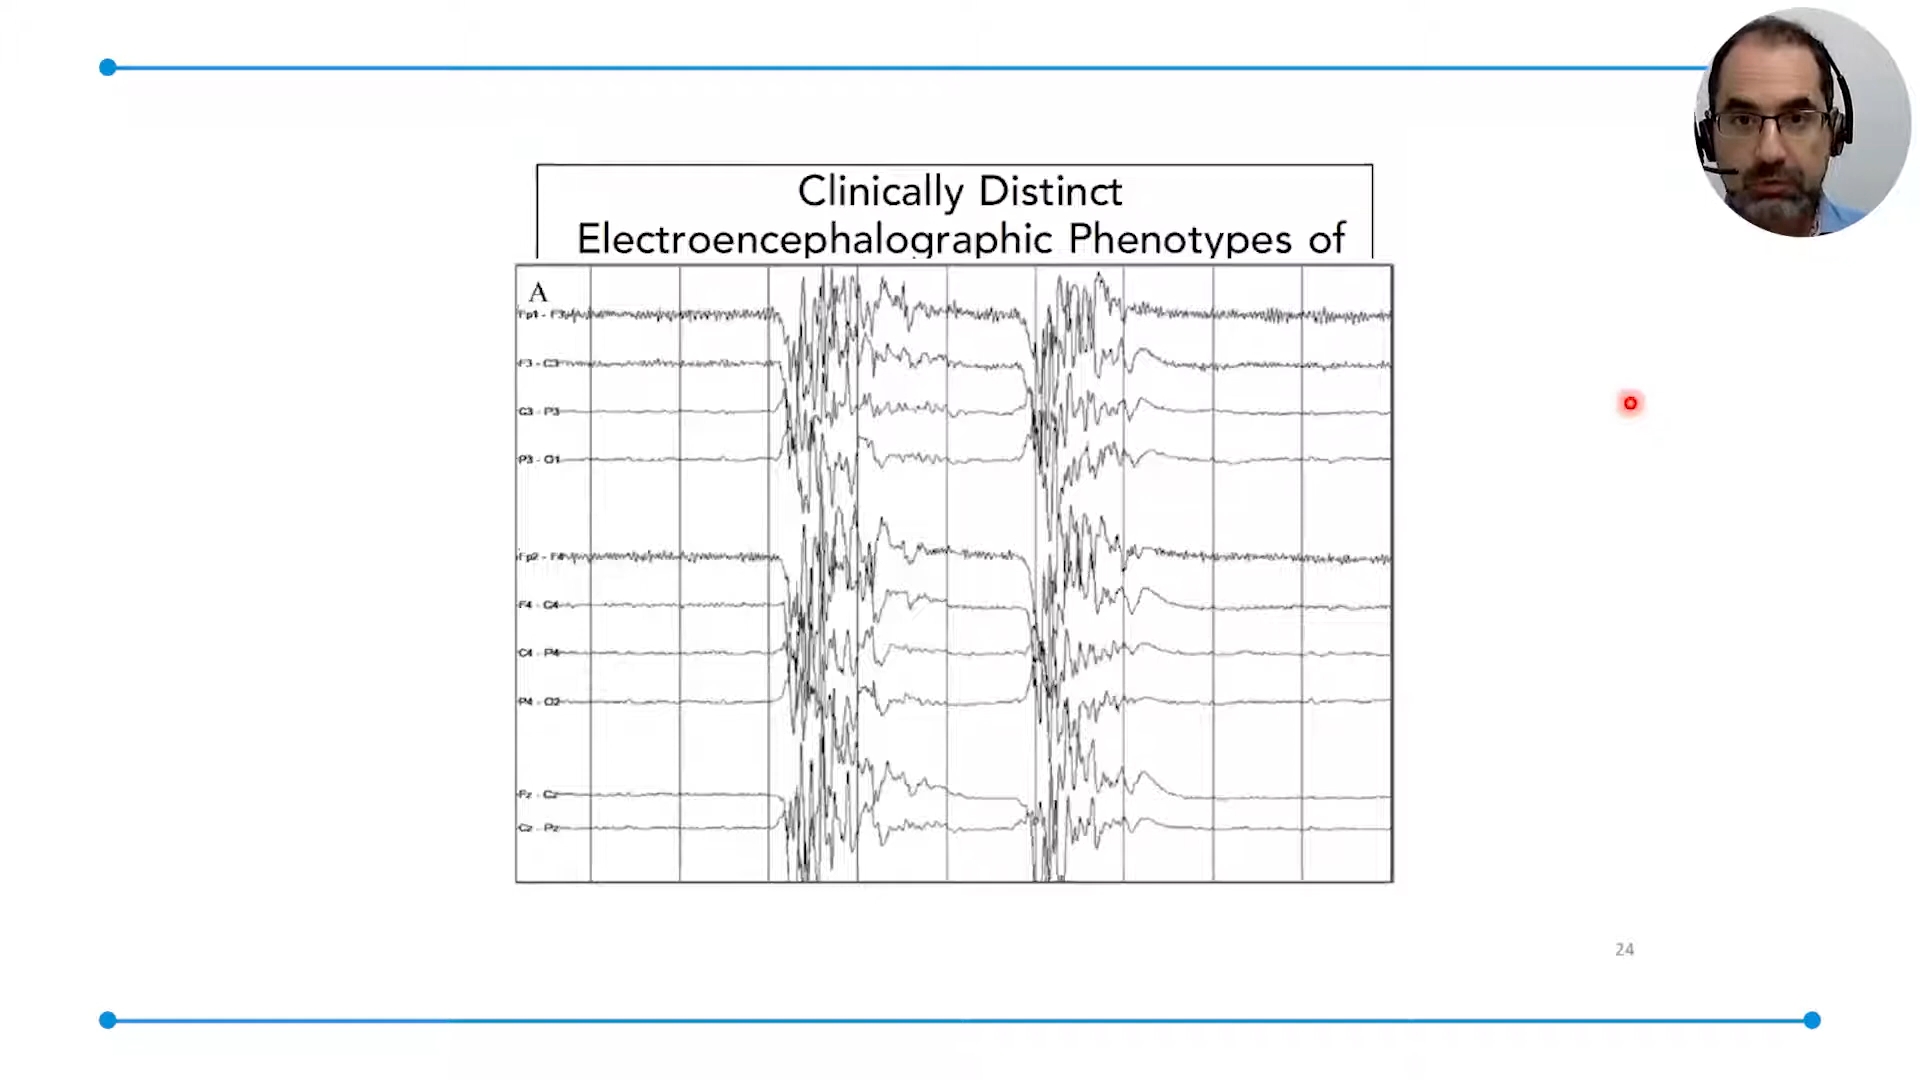 Clinically Distinct
Electroencephalographic Phenotypes of
A
Fp1 - F3
F3 - C3
C3 - P3
P3 - O1
Fp2 - F4
F4 - C4
C4 - P4
P4 - O2
Fz - Cz
Cz - Pz
24